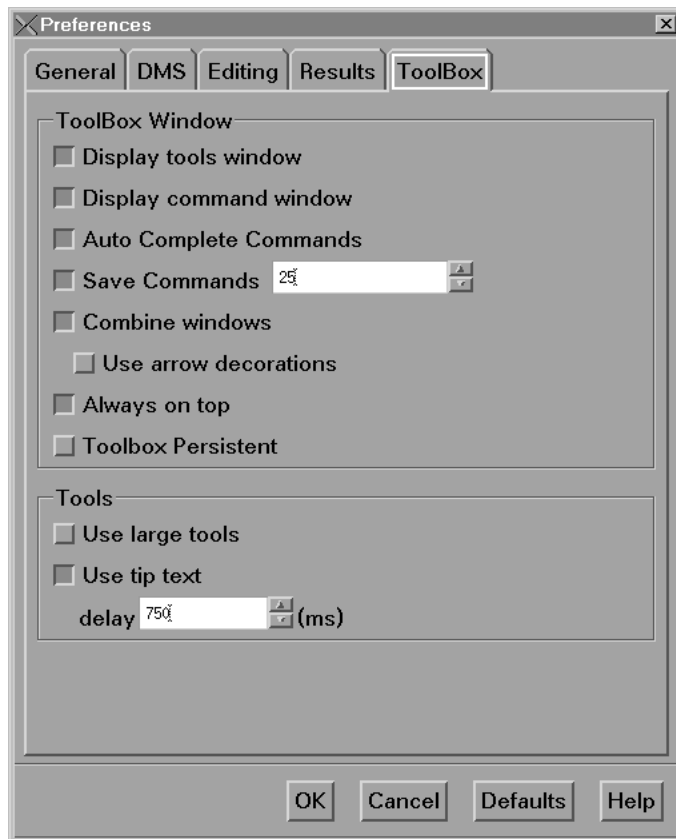 Preferences
General DMS Editing Results ToolBox
ToolBox Window
Display tools window
Display command window
Auto Complete Commands
Save Commands 25
Combine windows
Use arrow decorations
Always on top
Toolbox Persistent
Tools
Use large tools
Use tip text
delay 750 (ms)
OK Cancel Defaults Help